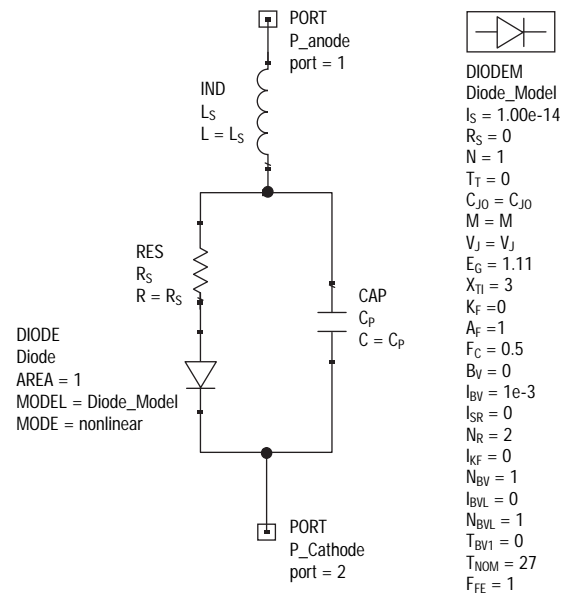 PORT
P_anode
port = 1
IND
LS
L = LS
RES
RS
R = RS
CAP
CP
C = CP
DIODE
Diode
AREA = 1
MODEL = Diode_Model
MODE = nonlinear
PORT
P_Cathode
port = 2
DIODEM
Diode_Model
IS = 1.00e-14
RS = 0
N = 1
TT = 0
CJO = CJO
M = M
VJ = VJ
EG = 1.11
XTI = 3
KF =0
AF =1
FC = 0.5
BV = 0
IBV = 1e-3
ISR = 0
NR = 2
IKF = 0
NBV = 1
IBVL = 0
NBVL = 1
TBV1 = 0
TNOM = 27
FFE = 1